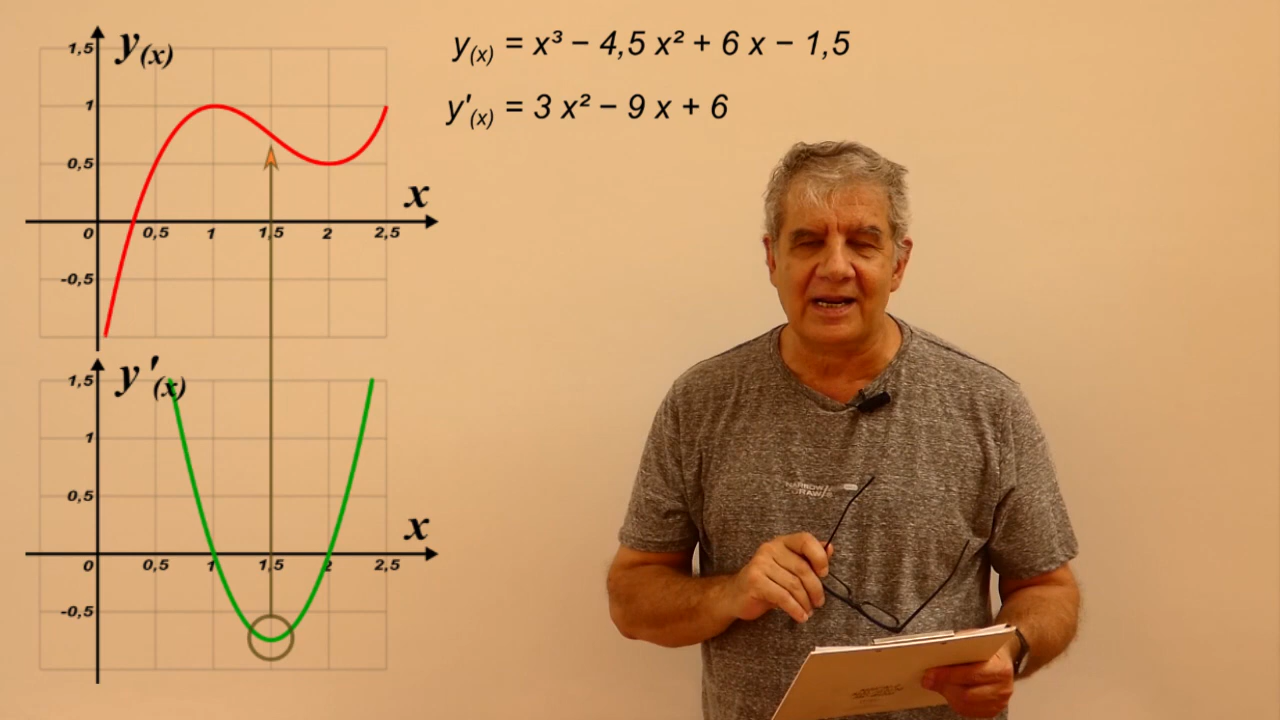 y(x) = x³ − 4,5 x² + 6 x − 1,5
y'(x) = 3 x² − 9 x + 6
y(x)
1,5
1
0,5
x
0 0,5 1 1,5 2 2,5
-0,5
y'(x)
1,5
1
0,5
x
0 0,5 1 1,5 2 2,5
-0,5
NARROW